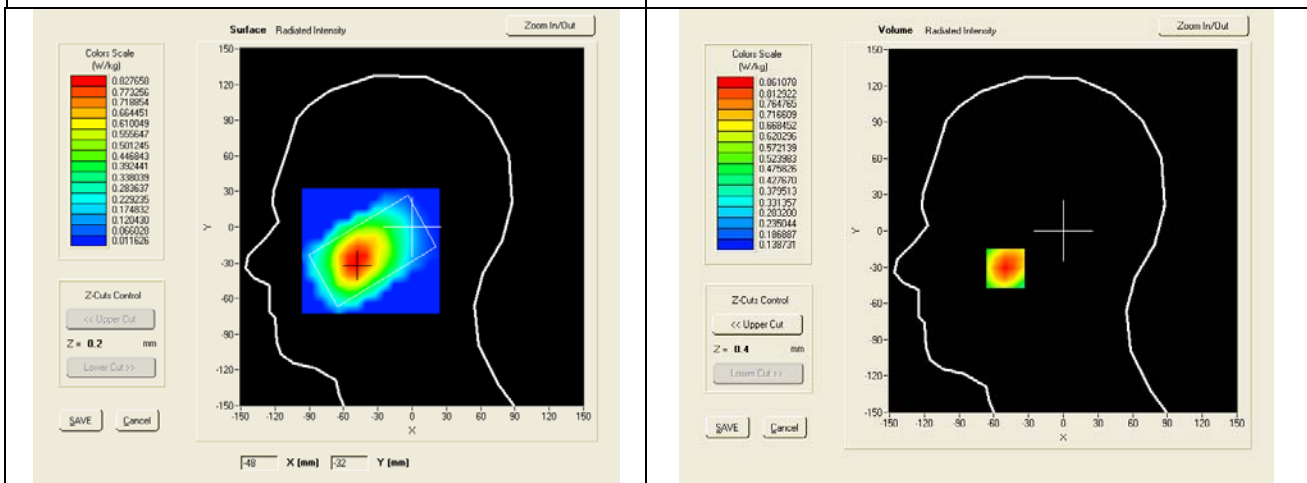 Surface Radiated Intensity
Zoom In/Out
Colors Scale
(W/kg)
0.827658
0.773256
0.718854
0.664451
0.610049
0.555647
0.501245
0.446843
0.392441
0.338039
0.283637
0.229235
0.174832
0.120430
0.066028
0.011626
150
120
90
60
30
0
-30
-60
-90
-120
-150
Y
-150 -120 -90 -60 -30 0 30 60 90 120 150
X
Z-Cuts Control
<< Upper Cut
Z = 0.2 mm
Lower Cut >>
SAVE Cancel
-48 X (mm) -32 Y (mm)
Volume Radiated Intensity
Zoom In/Out
Colors Scale
(W/kg)
0.861078
0.812922
0.764765
0.716609
0.668452
0.620296
0.572139
0.523983
0.475826
0.427670
0.379513
0.331357
0.283200
0.235044
0.186887
0.138731
150
120
90
60
30
0
-30
-60
-90
-120
-150
Y
-150 -120 -90 -60 -30 0 30 60 90 120 150
X
Z-Cuts Control
<< Upper Cut
Z = 0.4 mm
Lower Cut >>
SAVE Cancel